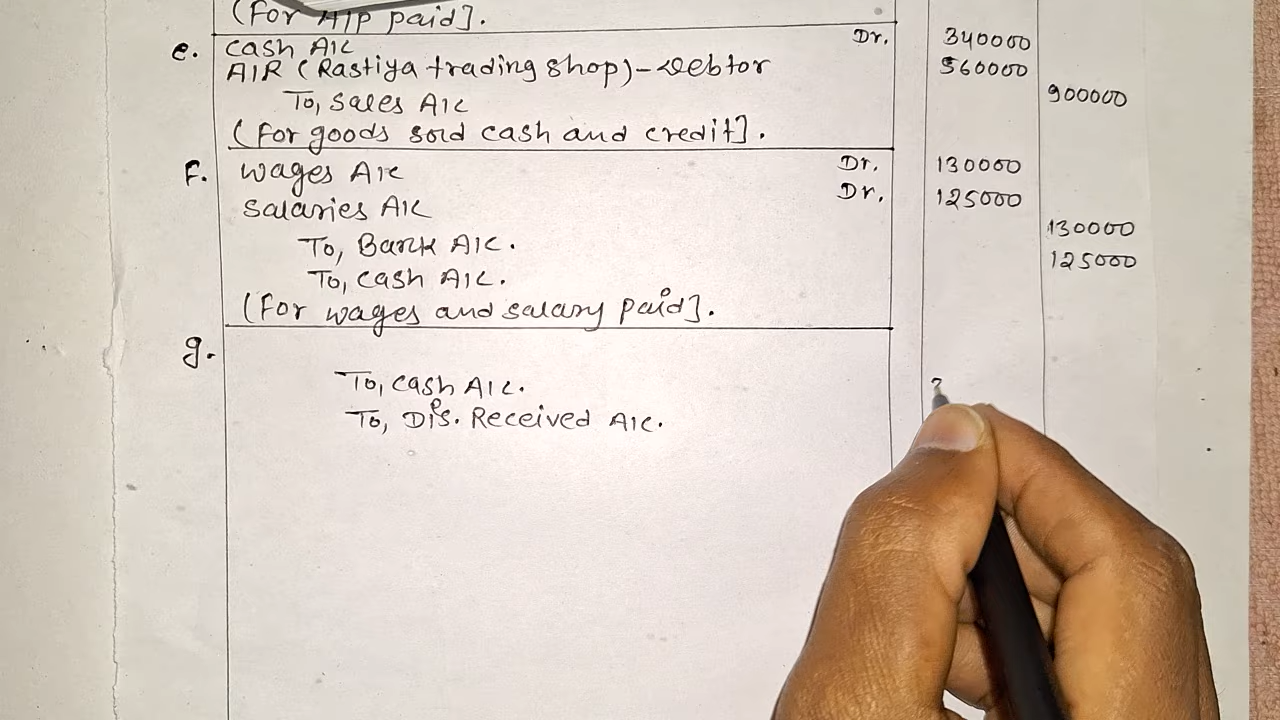 (For A/P paid].
e. Cash A/c Dr. 340000
A/R (Rastiya trading shop)-Debtor 560000
To, Sales A/c 900000
(For goods sold cash and credit].
F. Wages A/c Dr. 130000
Salaries A/c Dr. 125000
To, Bank A/c. 130000
To, Cash A/c. 125000
(For wages and salary paid].
g.
To, Cash A/c.
To, Dis. Received A/c.